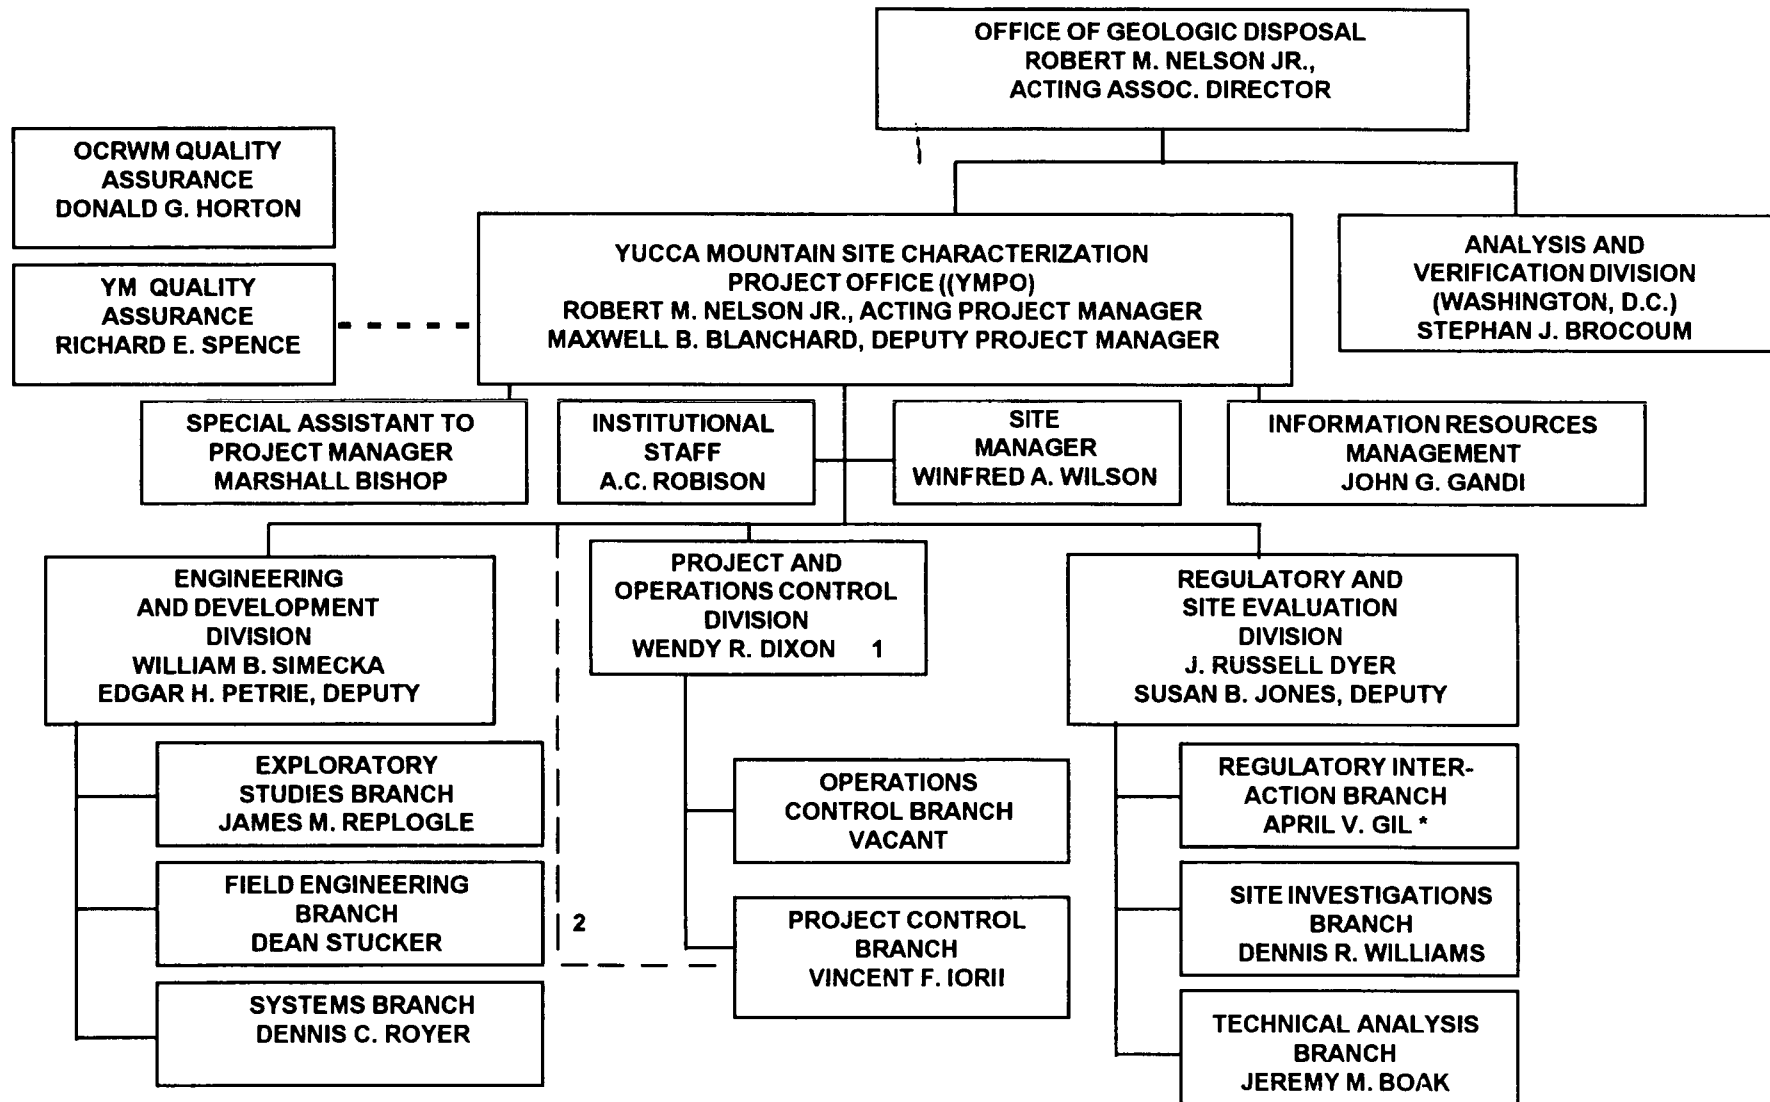 OFFICE OF GEOLOGIC DISPOSAL
ROBERT M. NELSON JR.,
ACTING ASSOC. DIRECTOR
OCRWM QUALITY
ASSURANCE
DONALD G. HORTON
YM QUALITY
ASSURANCE
RICHARD E. SPENCE
YUCCA MOUNTAIN SITE CHARACTERIZATION
PROJECT OFFICE ((YMPO)
ROBERT M. NELSON JR., ACTING PROJECT MANAGER
MAXWELL B. BLANCHARD, DEPUTY PROJECT MANAGER
ANALYSIS AND
VERIFICATION DIVISION
(WASHINGTON, D.C.)
STEPHAN J. BROCOUM
SPECIAL ASSISTANT TO
PROJECT MANAGER
MARSHALL BISHOP
INSTITUTIONAL
STAFF
A.C. ROBISON
SITE
MANAGER
WINFRED A. WILSON
INFORMATION RESOURCES
MANAGEMENT
JOHN G. GANDI
ENGINEERING
AND DEVELOPMENT
DIVISION
WILLIAM B. SIMECKA
EDGAR H. PETRIE, DEPUTY
PROJECT AND
OPERATIONS CONTROL
DIVISION
WENDY R. DIXON 1
REGULATORY AND
SITE EVALUATION
DIVISION
J. RUSSELL DYER
SUSAN B. JONES, DEPUTY
EXPLORATORY
STUDIES BRANCH
JAMES M. REPLOGLE
FIELD ENGINEERING
BRANCH
DEAN STUCKER
SYSTEMS BRANCH
DENNIS C. ROYER
2
OPERATIONS
CONTROL BRANCH
VACANT
PROJECT CONTROL
BRANCH
VINCENT F. IORII
REGULATORY INTER-
ACTION BRANCH
APRIL V. GIL *
SITE INVESTIGATIONS
BRANCH
DENNIS R. WILLIAMS
TECHNICAL ANALYSIS
BRANCH
JEREMY M. BOAK